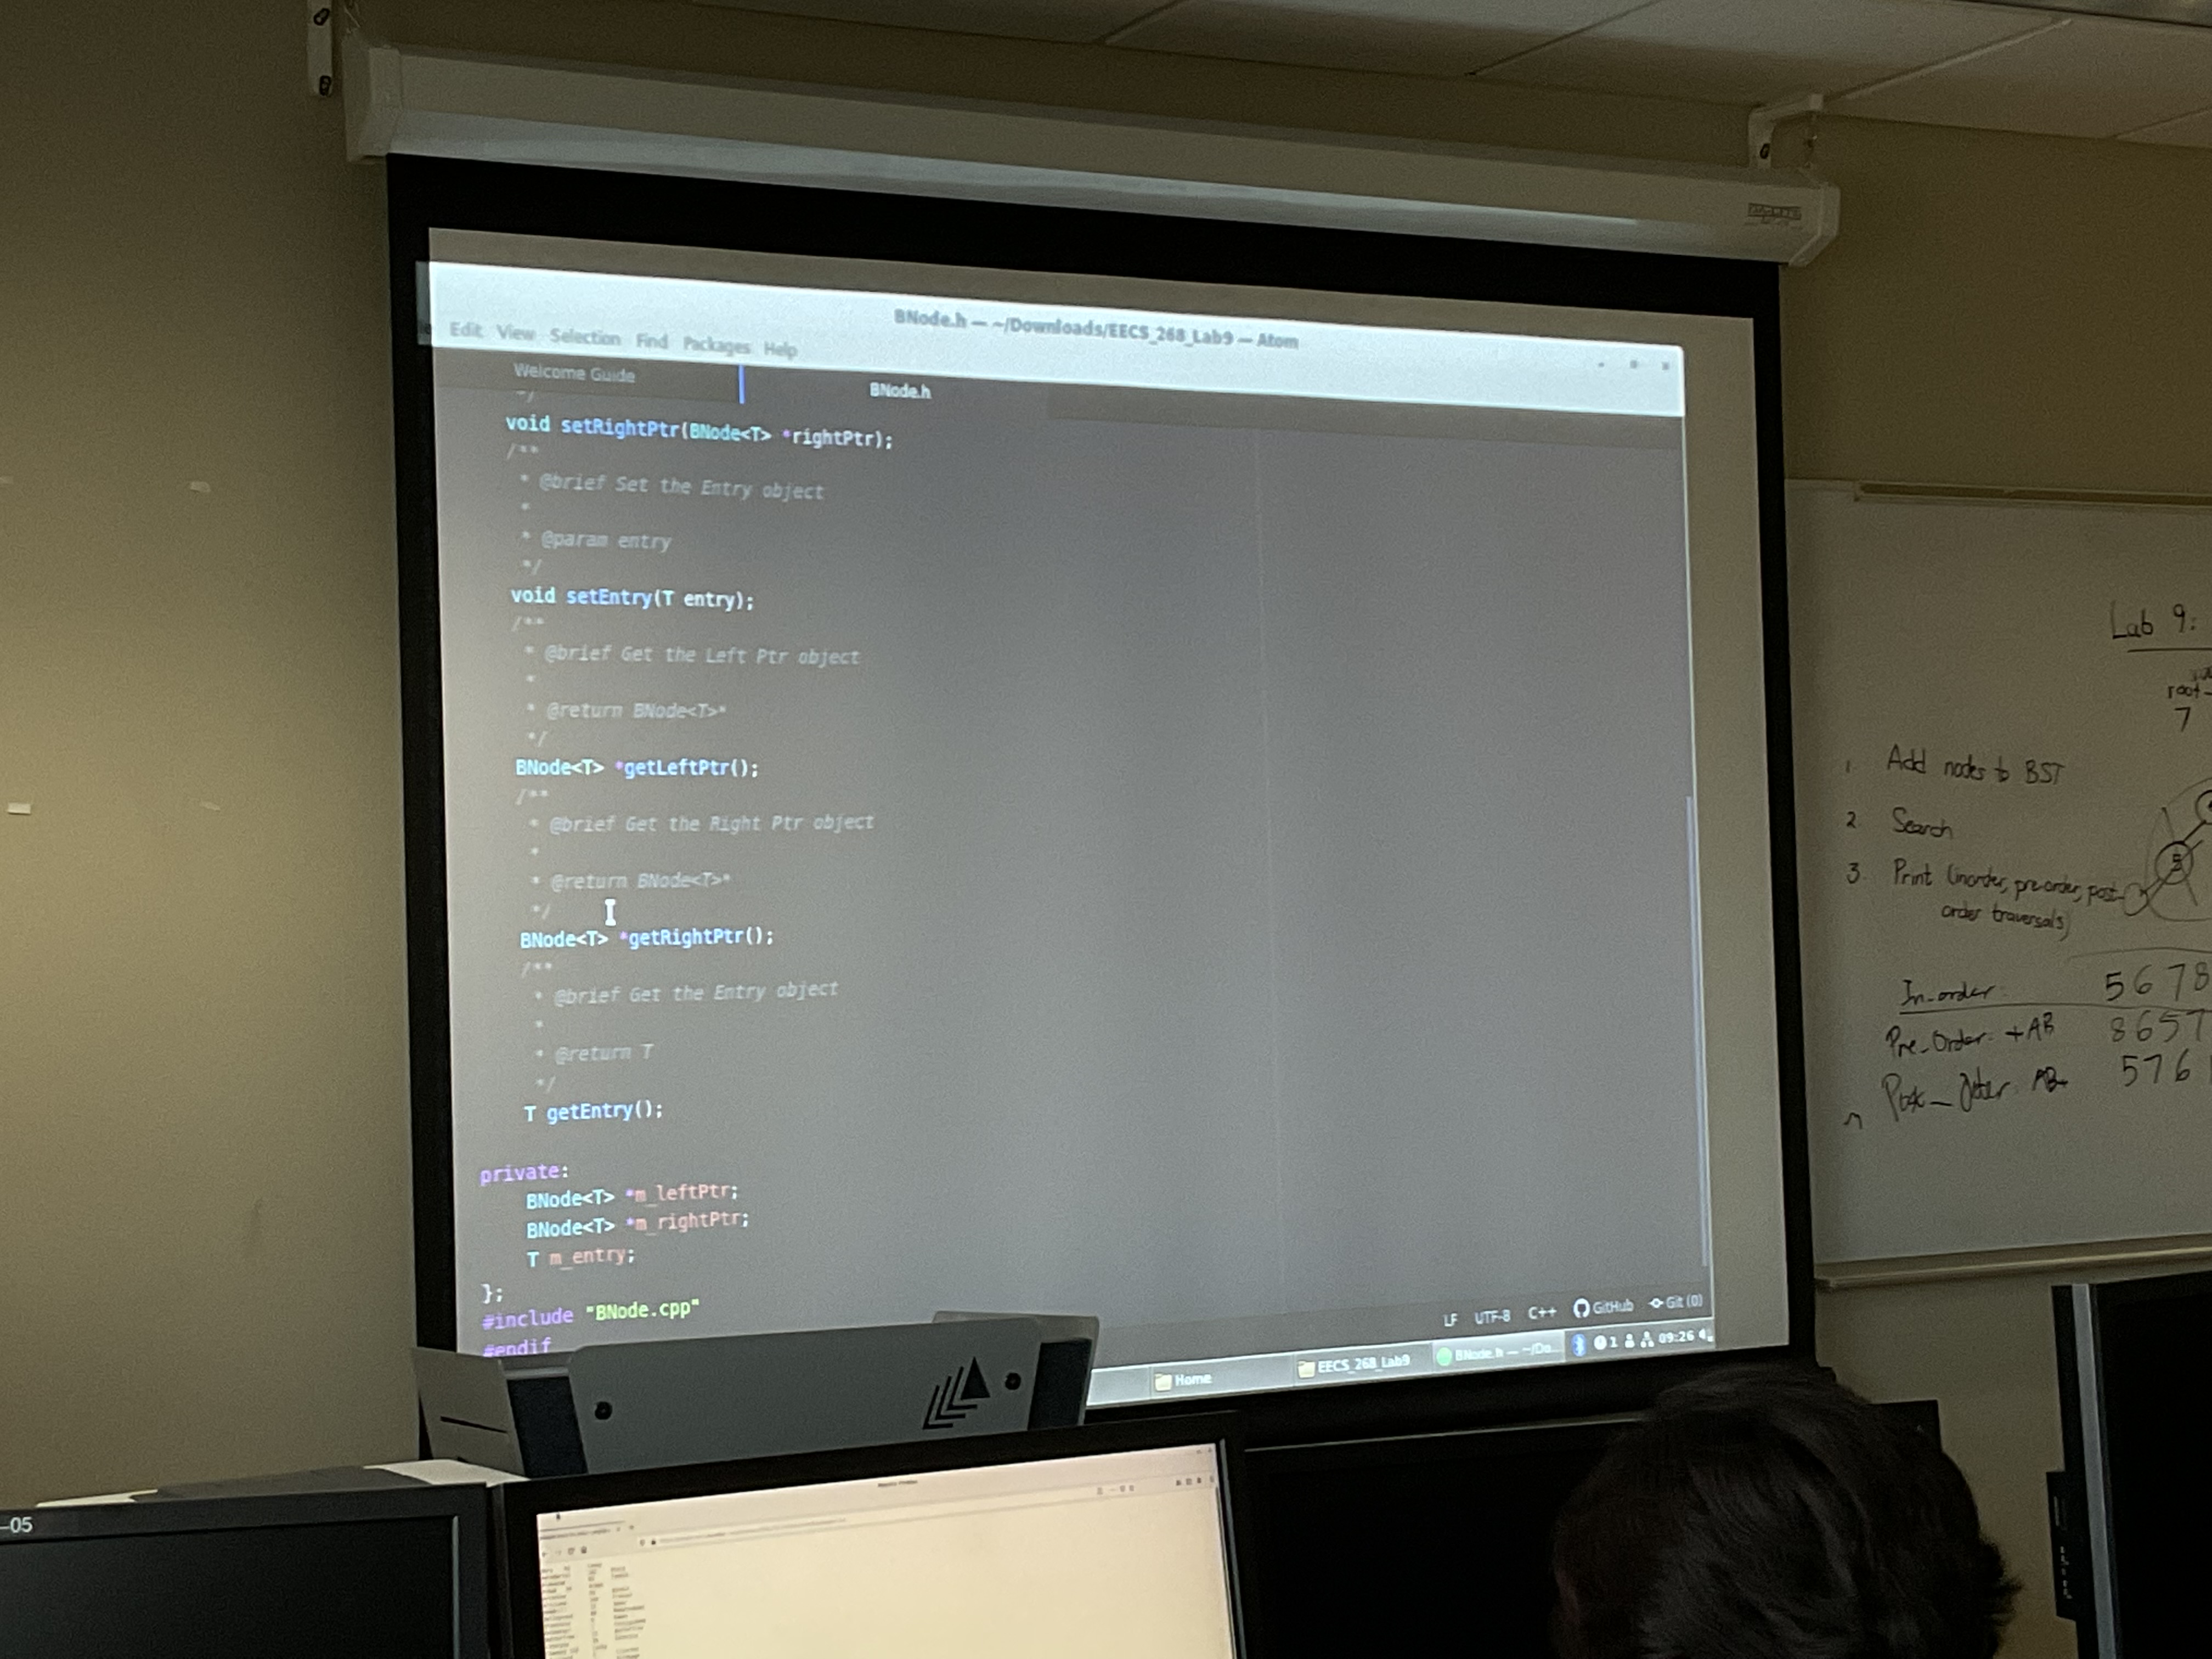 BNode.h — ~/Downloads/EECS_268_Lab9 — Atom
Edit View Selection Find Packages Help
Welcome Guide
BNode.h
*/
void setRightPtr(BNode<T> *rightPtr);
/**
* @brief Set the Entry object
*
* @param entry
*/
void setEntry(T entry);
/**
* @brief Get the Left Ptr object
*
* @return BNode<T>*
*/
BNode<T> *getLeftPtr();
/**
* @brief Get the Right Ptr object
*
* @return BNode<T>*
*/
BNode<T> *getRightPtr();
/**
* @brief Get the Entry object
*
* @return T
*/
T getEntry();
private:
BNode<T> *m_leftPtr;
BNode<T> *m_rightPtr;
T m_entry;
};
#include "BNode.cpp"
#endif
LF UTF-8 C++ GitHub Git (0)
Home EECS_268_Lab9 BNode.h — ~/Do... 1 09:26
Lab 9:
root
7
1. Add nodes to BST
2 Search
3. Print (inorder, pre-order, post-
order traversals)
5
In-order: 5 6 7 8
Pre-Order: +AB 8 6 5 7
Post-Order AB+ 5 7 6
-05